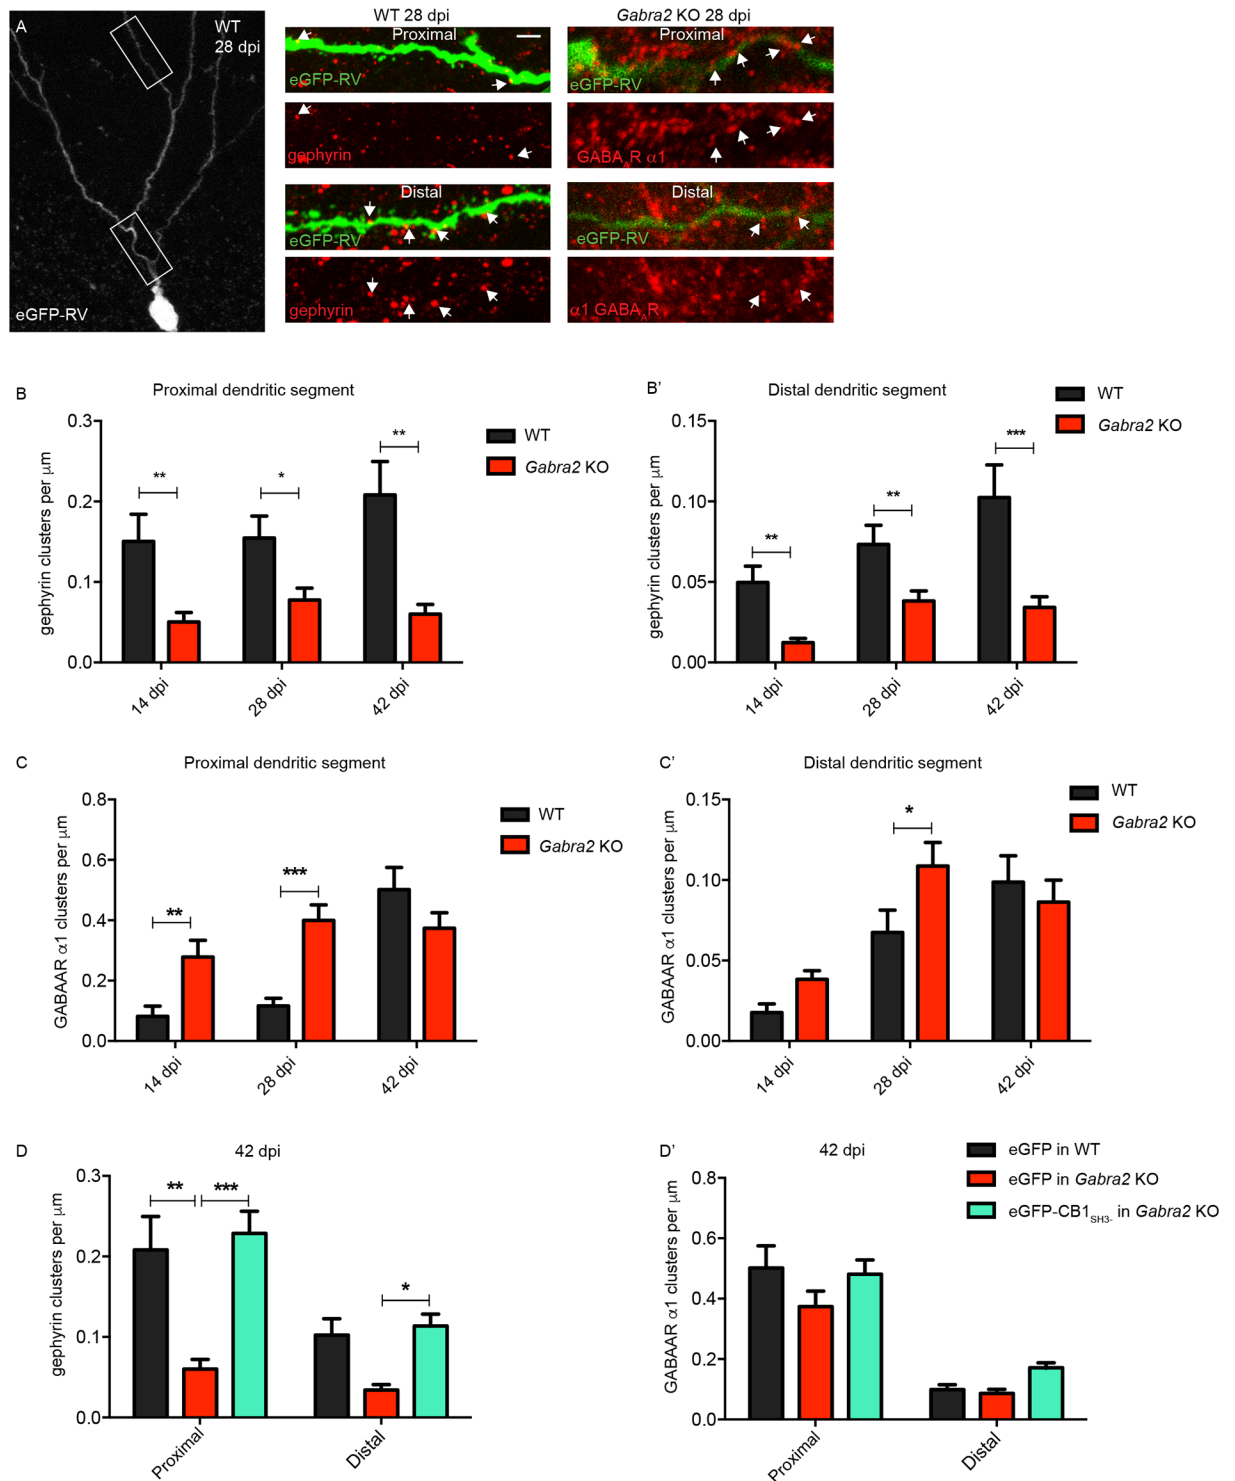 A
WT
28 dpi
eGFP-RV
WT 28 dpi
Proximal
eGFP-RV
gephyrin
Distal
eGFP-RV
gephyrin
Gabra2 KO 28 dpi
Proximal
eGFP-RV
GABAAR α1
Distal
eGFP-RV
α1 GABAAR
B
Proximal dendritic segment
gephyrin clusters per μm
0.3
0.2
0.1
0.0
**
*
**
14 dpi
28 dpi
42 dpi
WT
Gabra2 KO
B'
Distal dendritic segment
gephyrin clusters per μm
0.15
0.10
0.05
0.00
**
**
***
14 dpi
28 dpi
42 dpi
WT
Gabra2 KO
C
Proximal dendritic segment
GABAAR α1 clusters per μm
0.8
0.6
0.4
0.2
0.0
**
***
14 dpi
28 dpi
42 dpi
WT
Gabra2 KO
C'
Distal dendritic segment
GABAAR α1 clusters per μm
0.15
0.10
0.05
0.00
*
14 dpi
28 dpi
42 dpi
WT
Gabra2 KO
D
42 dpi
gephyrin clusters per μm
0.3
0.2
0.1
0.0
**
***
*
Proximal
Distal
D'
42 dpi
GABAAR α1 clusters per μm
0.8
0.6
0.4
0.2
0.0
Proximal
Distal
eGFP in WT
eGFP in Gabra2 KO
eGFP-CB1SH3- in Gabra2 KO